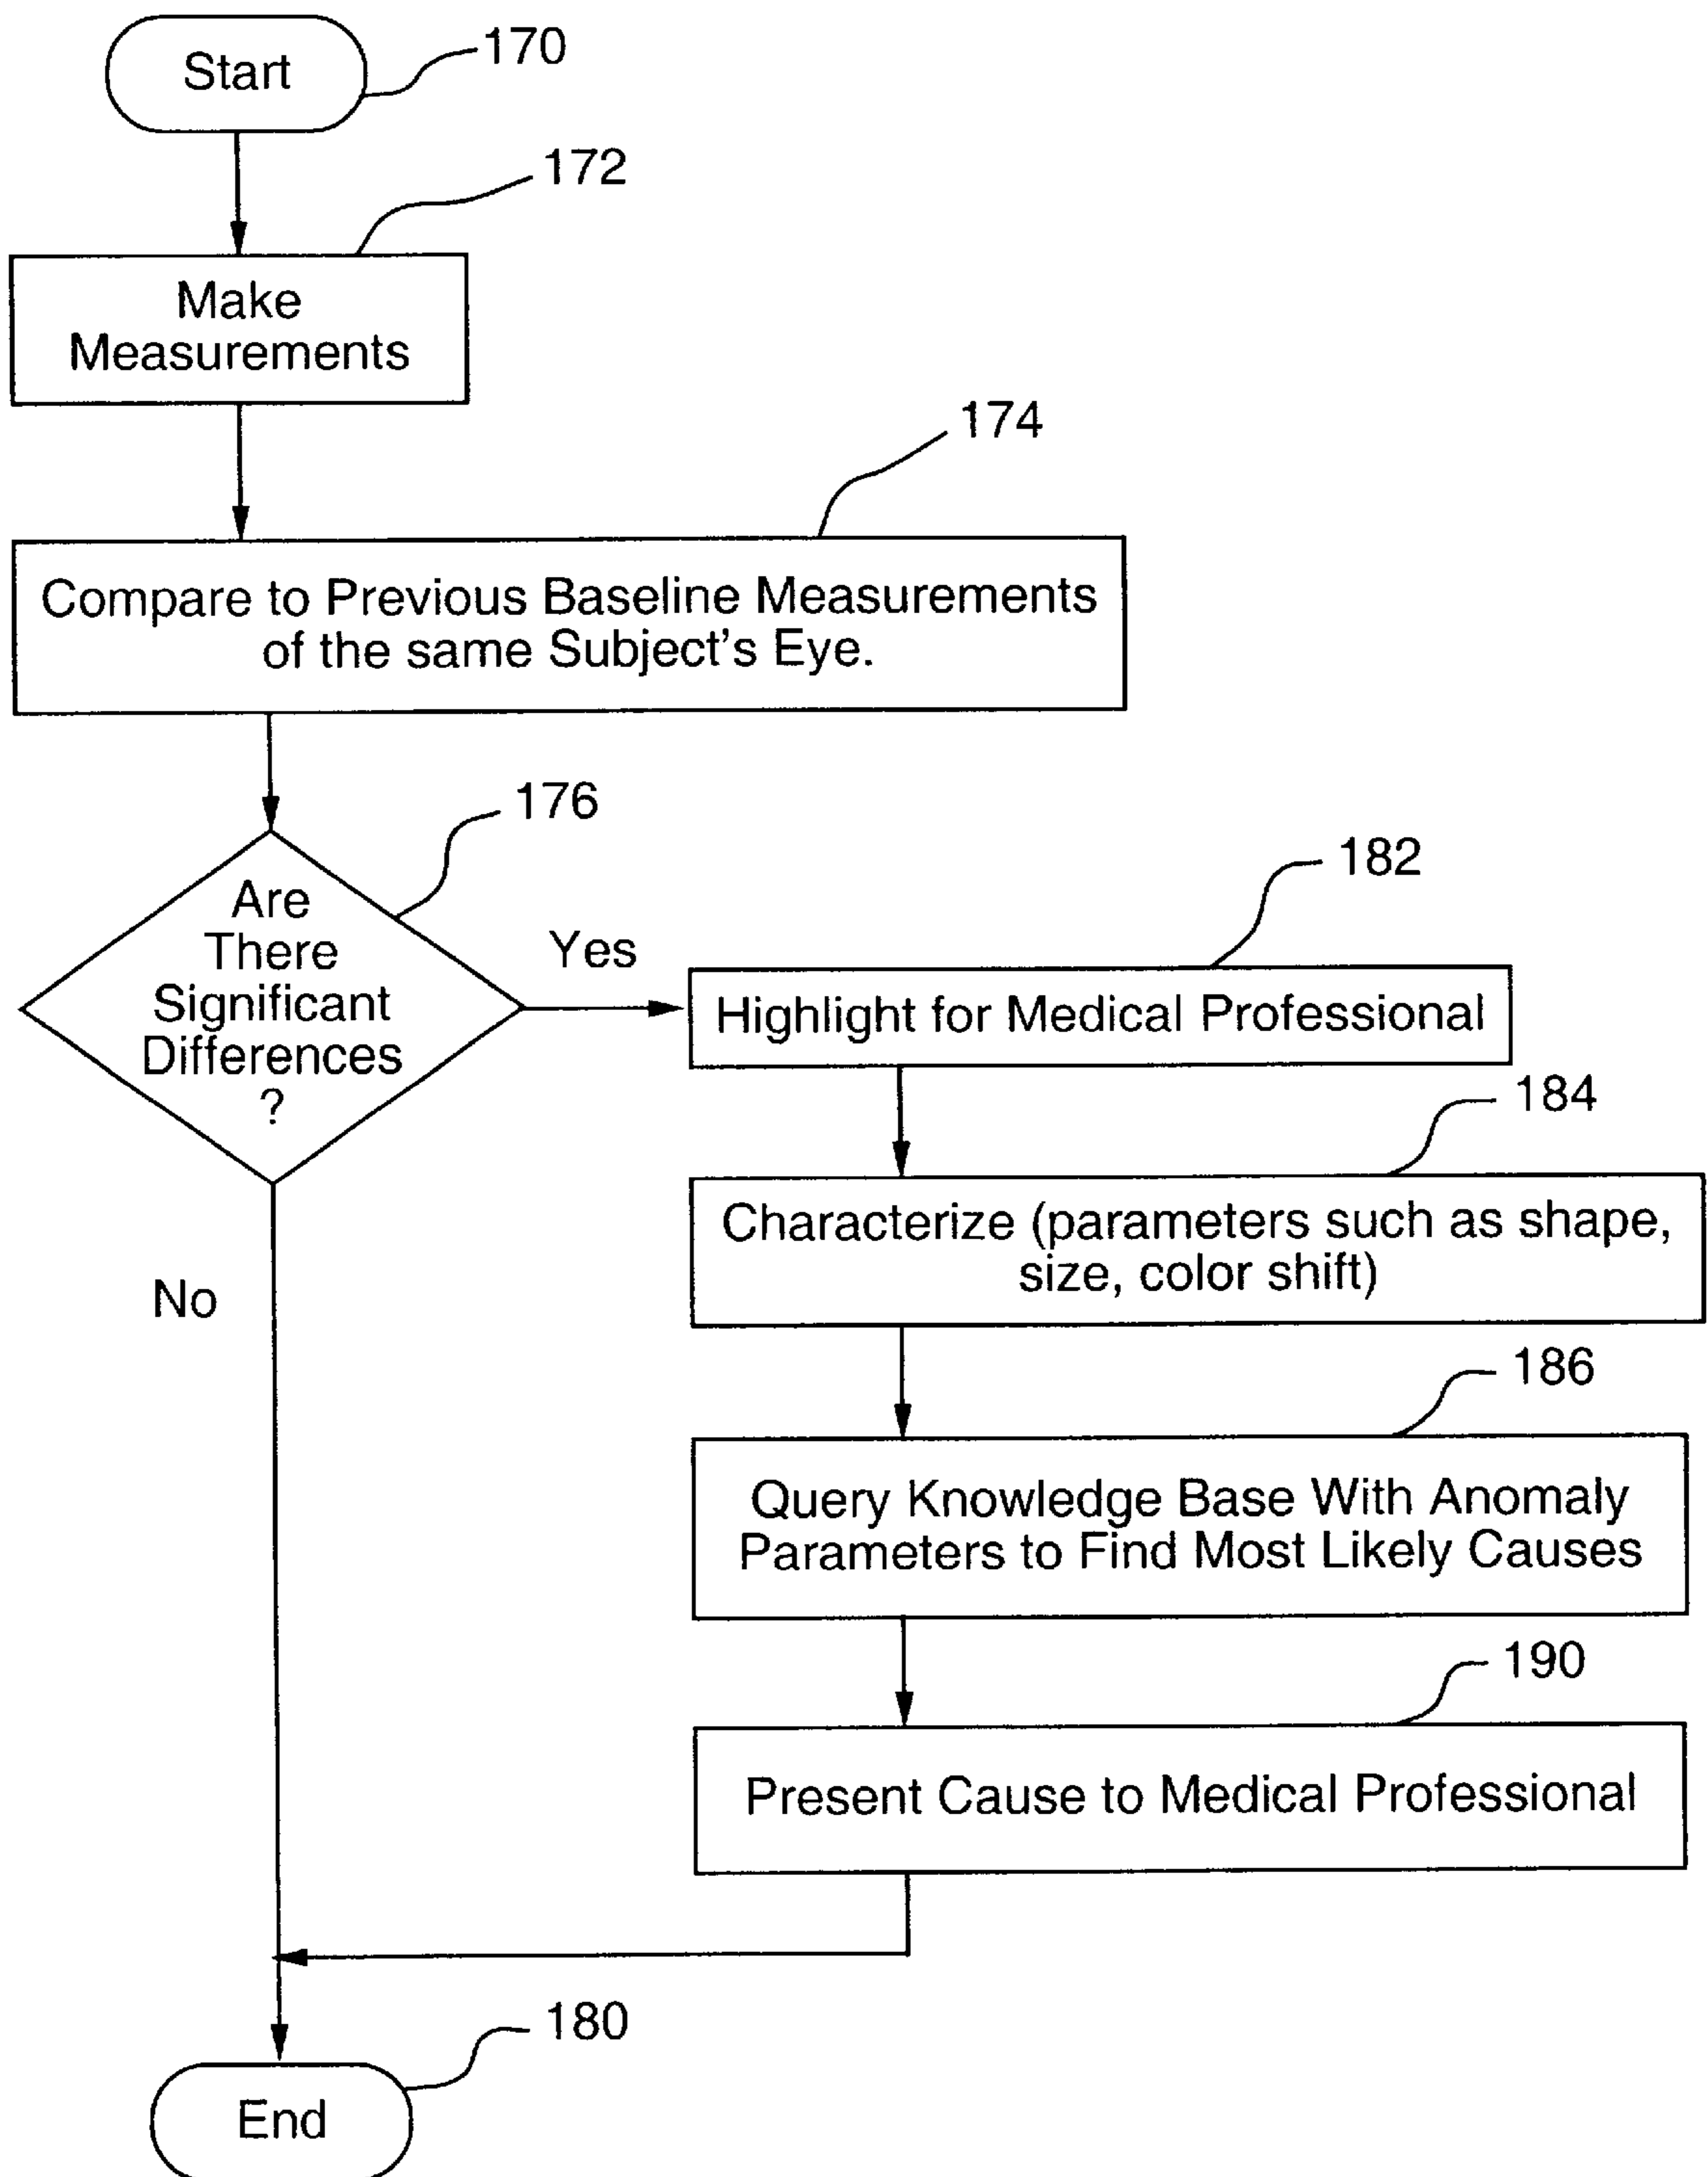 Start
170
172
Make
Measurements
174
Compare to Previous Baseline Measurements
of the same Subject's Eye.
176
Are
There
Significant
Differences
?
Yes
No
182
Highlight for Medical Professional
184
Characterize (parameters such as shape,
size, color shift)
186
Query Knowledge Base With Anomaly
Parameters to Find Most Likely Causes
190
Present Cause to Medical Professional
180
End